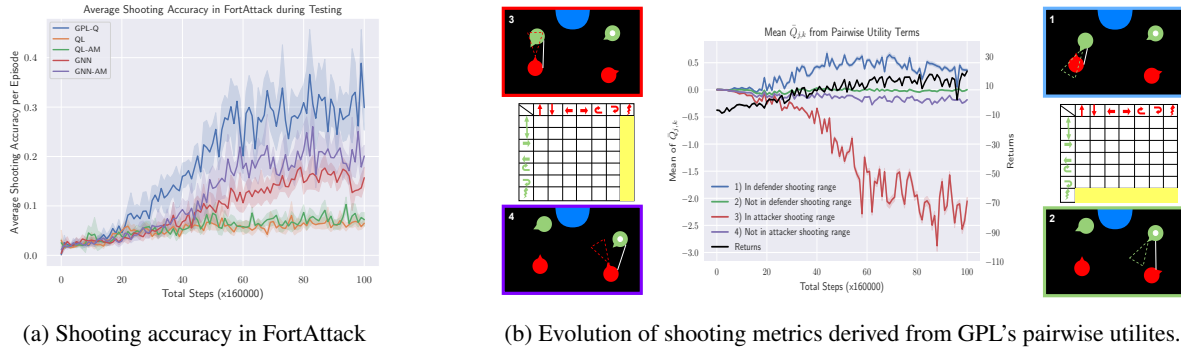 Average Shooting Accuracy in FortAttack during Testing
GPL-Q
QL
QL-AM
GNN
GNN-AM
Average Shooting Accuracy per Episode
0.4
0.3
0.2
0.1
0.0
0
20
40
60
80
100
Total Steps (x160000)
(a) Shooting accuracy in FortAttack
3
4
Mean Q̄j,k from Pairwise Utility Terms
Mean of Q̄j,k
0.5
0.0
−0.5
−1.0
−1.5
−2.0
−2.5
1) In defender shooting range
2) Not in defender shooting range
3) In attacker shooting range
4) Not in attacker shooting range
Returns
30
10
−10
−30
−50
−70
−90
−110
Returns
0
20
40
60
80
100
Total Steps (x160000)
1
2
(b) Evolution of shooting metrics derived from GPL's pairwise utilites.